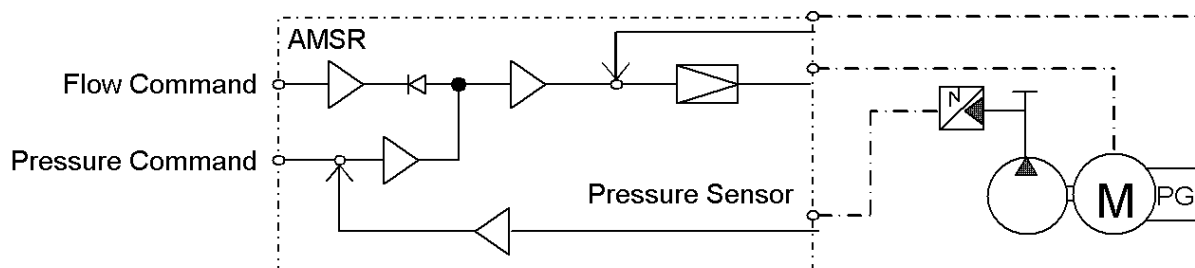 AMSR
Flow Command
N
Pressure Command
Pressure Sensor
M
PG